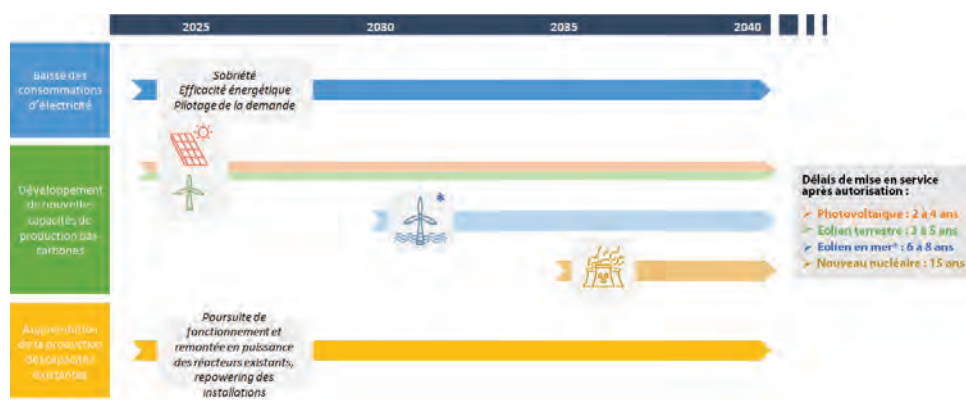 2025 2030 2035 2040
Baisse des
consommations
d'électricité
Sobriété
Efficacité énergétique
Pilotage de la demande
Développement
de nouvelles
capacités de
production bas
carbones
*
Délais de mise en service
après autorisation :
➢ Photovoltaïque : 2 à 4 ans
➢ Eolien terrestre : 3 à 5 ans
➢ Eolien en mer* : 6 à 8 ans
➢ Nouveau nucléaire : 15 ans
Augmentation
de la production
des capacités
existantes
Poursuite de
fonctionnement et
remontée en puissance
des réacteurs existants,
repowering des
installations